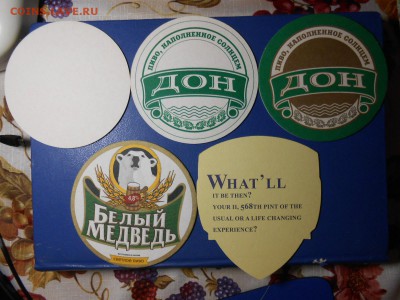 COINSS.RU
ПИВО, НАПОЛНЕННОЕ СОЛНЦЕМ
ДОН
ПИВО, НАПОЛНЕННОЕ СОЛНЦЕМ
ДОН
БЕЛЫЙ
МЕДВЕДЬ
WHAT'LL
IT BE THEN?
YOUR 11, 568TH PINT OF THE
USUAL OR A LIFE CHANGING
EXPERIENCE?